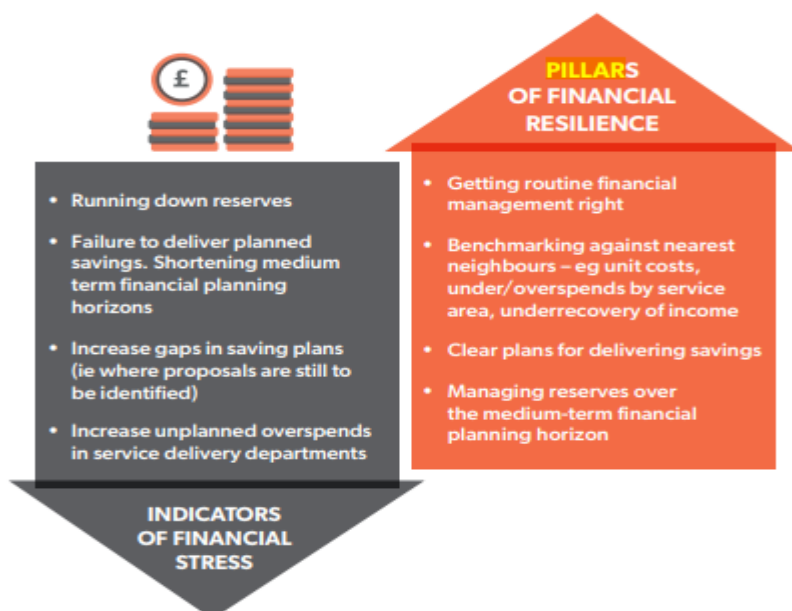 £
• Running down reserves
• Failure to deliver planned
savings. Shortening medium
term financial planning
horizons
• Increase gaps in saving plans
(ie where proposals are still to
be identified)
• Increase unplanned overspends
in service delivery departments
INDICATORS
OF FINANCIAL
STRESS
PILLARS
OF FINANCIAL
RESILIENCE
• Getting routine financial
management right
• Benchmarking against nearest
neighbours – eg unit costs,
under/overspends by service
area, underrecovery of income
• Clear plans for delivering savings
• Managing reserves over
the medium-term financial
planning horizon